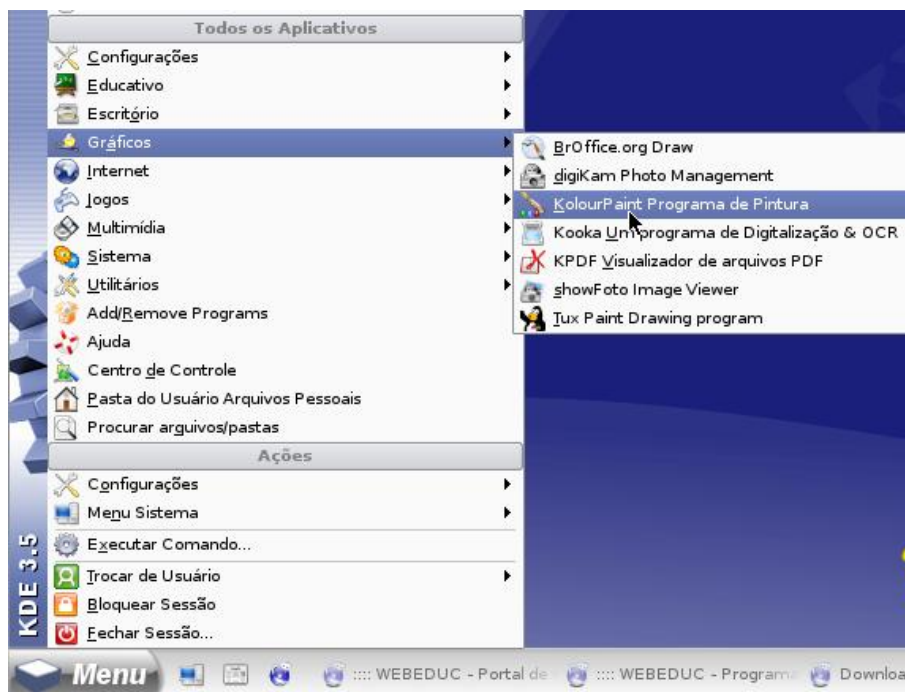 Todos os Aplicativos
Configurações
Educativo
Escritório
Gráficos
Internet
Jogos
Multimídia
Sistema
Utilitários
Add/Remove Programs
Ajuda
Centro de Controle
Pasta do Usuário Arquivos Pessoais
Procurar arguivos/pastas
Ações
Configurações
Menu Sistema
Executar Comando...
Trocar de Usuário
Bloquear Sessão
Fechar Sessão...
BrOffice.org Draw
digiKam Photo Management
KolourPaint Programa de Pintura
Kooka Um programa de Digitalização & OCR
KPDF Visualizador de arquivos PDF
showFoto Image Viewer
Tux Paint Drawing program
KDE 3.5
Menu
:::: WEBEDUC - Portal de
:::: WEBEDUC - Programa
Downloa